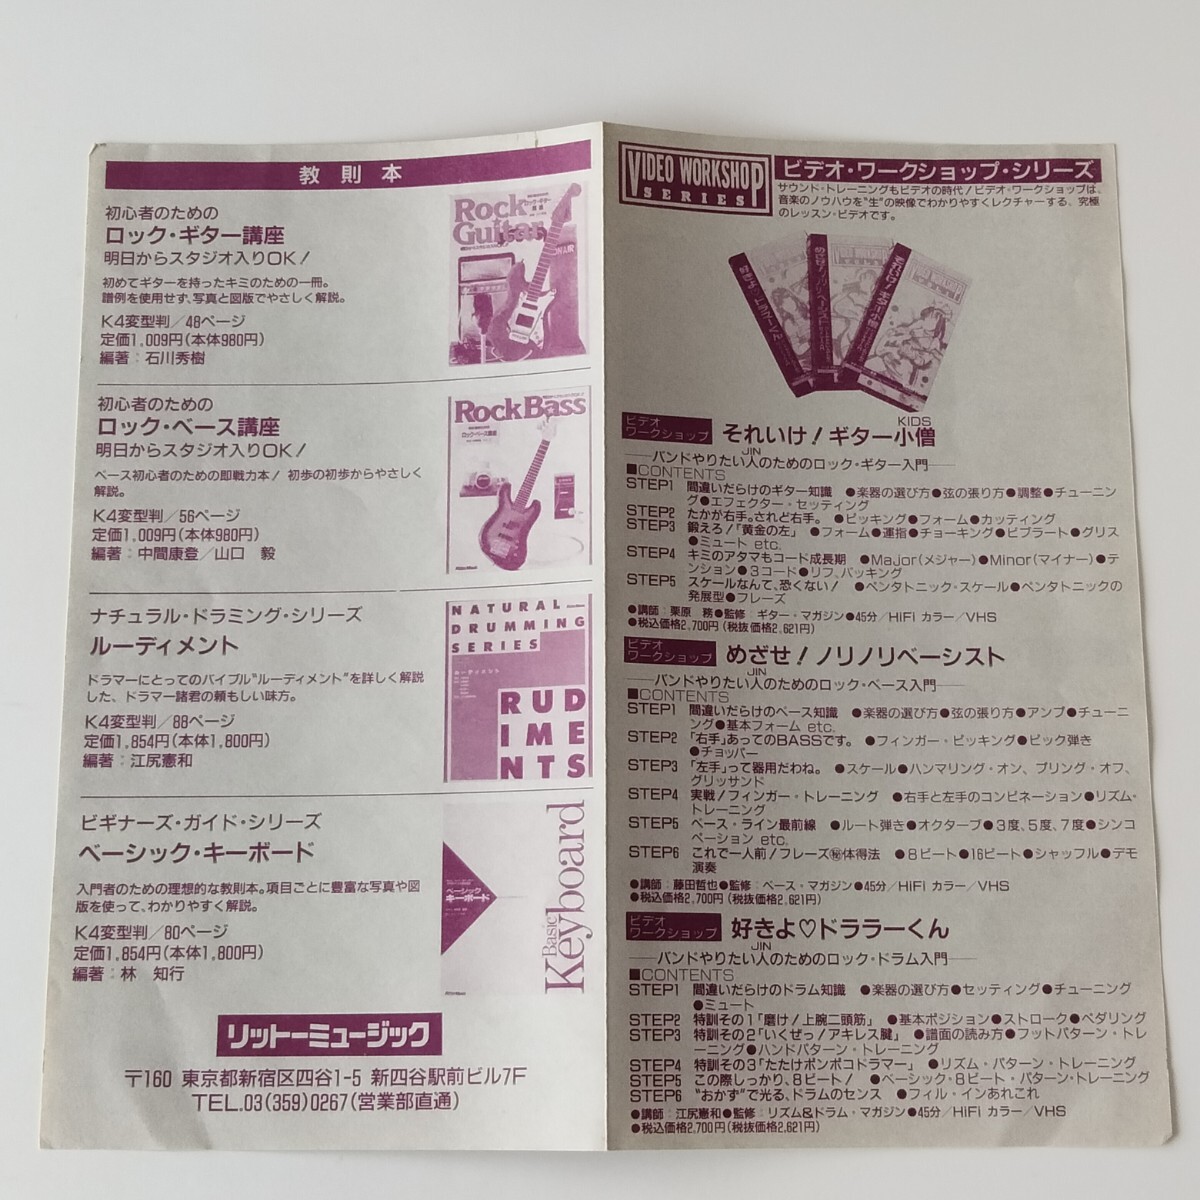 教則本
初心者のための
ロック・ギター講座
明日からスタジオ入りOK!
初めてギターを持ったキミのための一冊。
譜例を使用せず、写真と図版でやさしく解説。
K4変型判/48ページ
定価1,009円(本体980円)
編著:石川秀樹
Rock
Guitar
初心者のための
ロック・ベース講座
明日からスタジオ入りOK!
ベース初心者のための即戦力本! 初歩の初歩からやさしく
解説。
K4変型判/56ページ
定価1,009円(本体980円)
編著:中間康登/山口 毅
Rock Bass
ロック・ベース講座
ナチュラル・ドラミング・シリーズ
ルーディメント
ドラマーにとってのバイブル“ルーディメント”を詳しく解説
した、ドラマー諸君の頼もしい味方。
K4変型判/88ページ
定価1,854円(本体1,800円)
編著:江尻憲和
NATURAL
DRUMMING
SERIES
ルーディメント
RUD
IME
NTS
ビギナーズ・ガイド・シリーズ
ベーシック・キーボード
入門者のための理想的な教則本。項目ごとに豊富な写真や図
版を使って、わかりやすく解説。
K4変型判/80ページ
定価1,854円(本体1,800円)
編著:林 知行
ベーシック
キーボード
Basic
Keyboard
リットーミュージック
〒160 東京都新宿区四谷1-5 新四谷駅前ビル7F
TEL.03(359)0267(営業部直通)
VIDEO WORKSHOP
SERIES
ビデオ・ワークショップ・シリーズ
サウンド・トレーニングもビデオの時代!ビデオ・ワークショップは、
音楽のノウハウを“生”の映像でわかりやすくレクチャーする、究極
のレッスン・ビデオです。
好きよ♡ドララーくん
めざせ!ノリノリベーシスト
それいけ!ギター小僧
ビデオ
ワークショップ
KIDS
それいけ!ギター小僧
JIN
──バンドやりたい人のためのロック・ギター入門──
■CONTENTS
STEP1 間違いだらけのギター知識 ●楽器の選び方●弦の張り方●調整●チューニン
グ●エフェクター・セッティング
STEP2 たかが右手。されど右手。 ●ピッキング●フォーム●カッティング
STEP3 鍛えろ!「黄金の左」 ●フォーム●運指●チョーキング●ビブラート●グリス
●ミュート etc.
STEP4 キミのアタマもコード成長期 ●Major(メジャー)●Minor(マイナー)●テ
ンション●3コード●リフ、バッキング
STEP5 スケールなんて、恐くない! ●ペンタトニック・スケール●ペンタトニックの
発展型●フレーズ
●講師:栗原 務●監修:ギター・マガジン●45分/HiFi カラー/VHS
●税込価格2,700円(税抜価格2,621円)
ビデオ
ワークショップ
めざせ!ノリノリベーシスト
JIN
──バンドやりたい人のためのロック・ベース入門──
■CONTENTS
STEP1 間違いだらけのベース知識 ●楽器の選び方●弦の張り方●アンプ●チューニ
ング●基本フォーム etc.
STEP2 「右手」あってのBASSです。 ●フィンガー・ピッキング●ピック弾き
●チョッパー
STEP3 「左手」って器用だわね。 ●スケール●ハンマリング・オン、プリング・オフ、
グリッサンド
STEP4 実戦!フィンガー・トレーニング ●右手と左手のコンビネーション●リズム・
トレーニング
STEP5 ベース・ライン最前線 ●ルート弾き●オクターブ●3度、5度、7度●シンコ
ペーション etc.
STEP6 これで一人前!フレーズ㊙体得法 ●8ビート●16ビート●シャッフル●デモ
演奏
●講師:藤田哲也●監修:ベース・マガジン●45分/HiFi カラー/VHS
●税込価格2,700円(税抜価格2,621円)
ビデオ
ワークショップ
好きよ♡ドララーくん
JIN
──バンドやりたい人のためのロック・ドラム入門──
■CONTENTS
STEP1 間違いだらけのドラム知識 ●楽器の選び方●セッティング●チューニング
●ミュート
STEP2 特訓その1「磨け!上腕二頭筋」 ●基本ポジション●ストローク●ペダリング
STEP3 特訓その2「いくぜっ!アキレス腱」 ●譜面の読み方●フットパターン・トレ
ーニング●ハンドパターン・トレーニング
STEP4 特訓その3「たたけポンポコドラマー」 ●リズム・パターン・トレーニング
STEP5 この際しっかり、8ビート! ●ベーシック・8ビート・パターン・トレーニング
STEP6 “おかず”で光る、ドラムのセンス ●フィル・インあれこれ
●講師:江尻憲和●監修:リズム&ドラム・マガジン●45分/HiFi カラー/VHS
●税込価格2,700円(税抜価格2,621円)